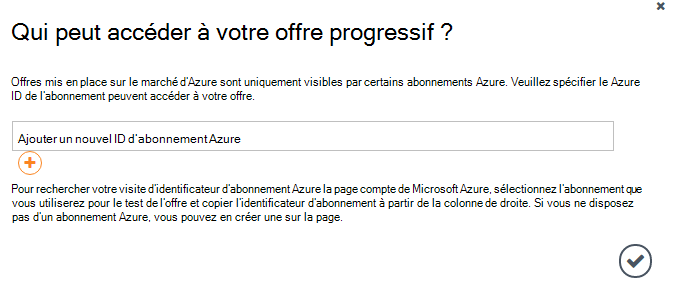 Qui peut accéder à votre offre progressif ?
Offres mis en place sur le marché d'Azure sont uniquement visibles par certains abonnements Azure. Veuillez spécifier le Azure
ID de l'abonnement peuvent accéder à votre offre.
Ajouter un nouvel ID d'abonnement Azure
Pour rechercher votre visite d'identificateur d'abonnement Azure la page compte de Microsoft Azure, sélectionnez l'abonnement que
vous utiliserez pour le test de l'offre et copier l'identificateur d'abonnement à partir de la colonne de droite. Si vous ne disposez
pas d'un abonnement Azure, vous pouvez en créer une sur la page.